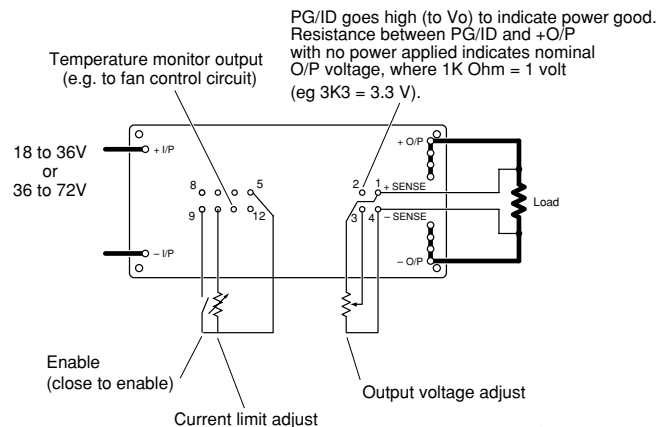 PG/ID goes high (to Vo) to indicate power good.
Resistance between PG/ID and +O/P
with no power applied indicates nominal
O/P voltage, where 1K Ohm = 1 volt
(eg 3K3 = 3.3 V).
Temperature monitor output
(e.g. to fan control circuit)
18 to 36V
or
36 to 72V
+ I/P
+ O/P
8 5
2 1 + SENSE
9 12
3 4 – SENSE
Load
– I/P
– O/P
Enable
(close to enable)
Output voltage adjust
Current limit adjust